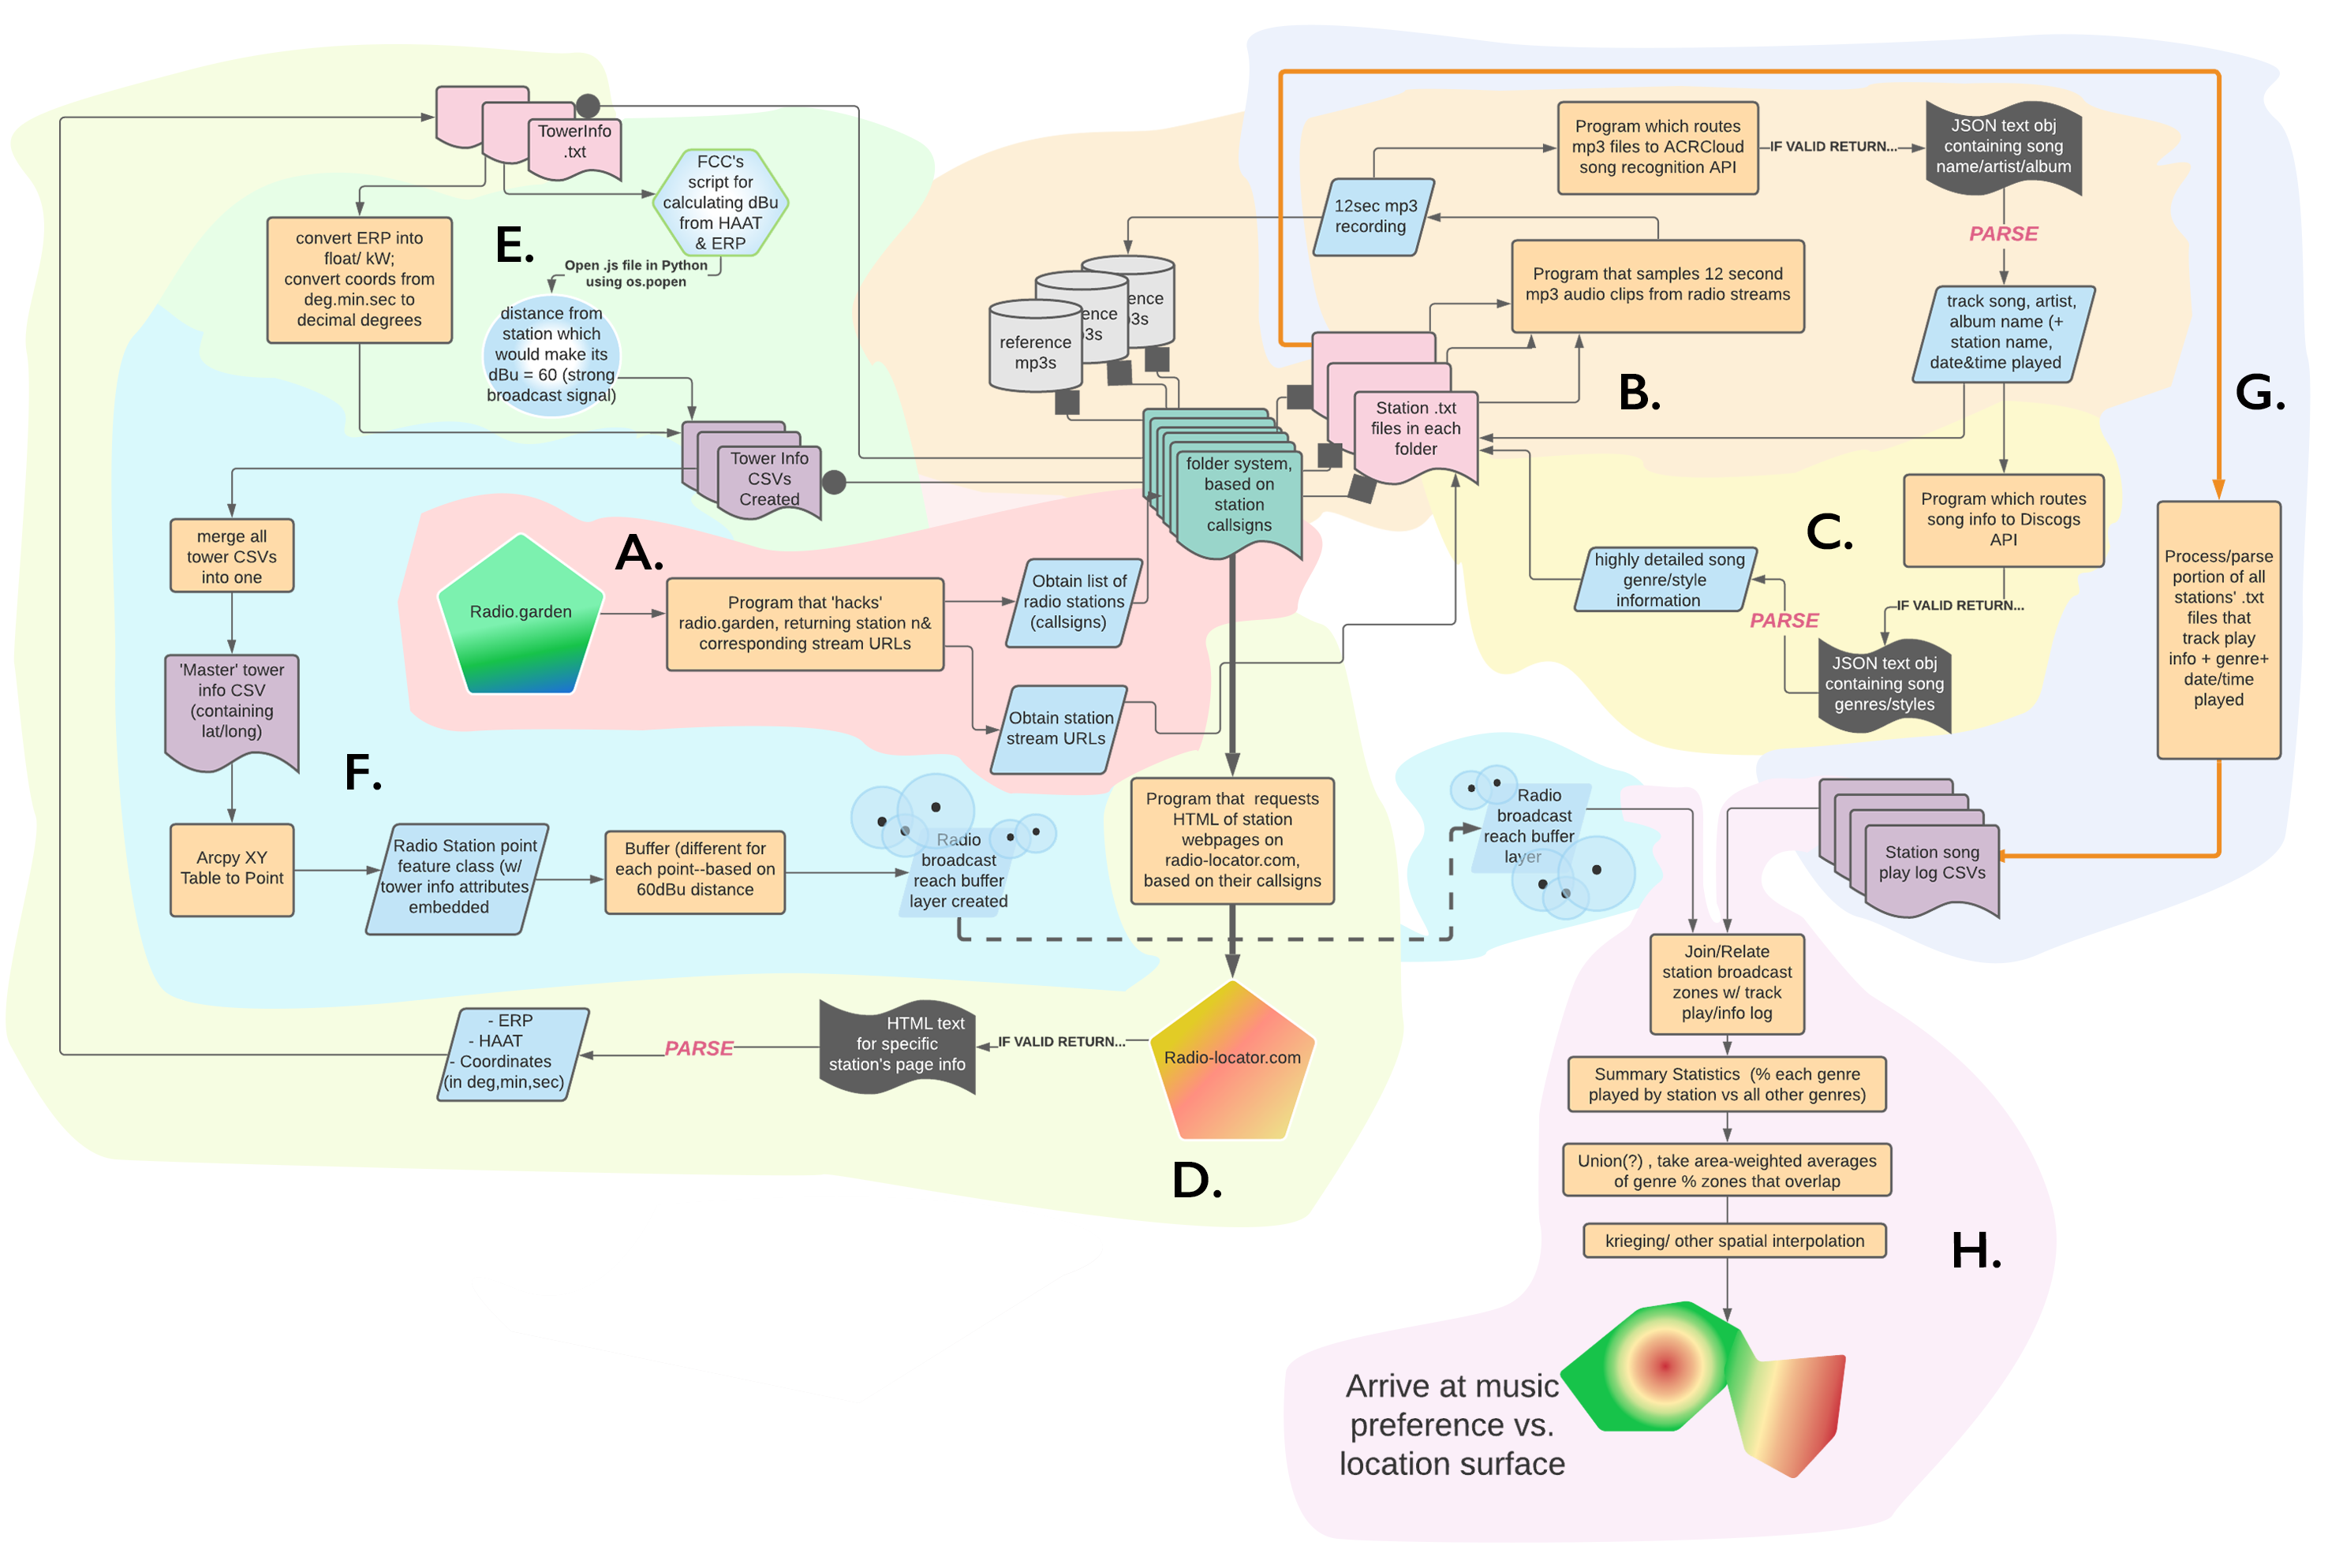 TowerInfo
.txt
FCC's
script for
calculating dBu
from HAAT
& ERP
convert ERP into
float/ kW;
convert coords from
deg.min.sec to
decimal degrees
E.
Open .js file in Python
using os.popen
distance from
station which
would make its
dBu = 60 (strong
broadcast signal)
Tower Info
CSVs
Created
merge all
tower CSVs
into one
'Master' tower
info CSV
(containing
lat/long)
F.
Arcpy XY
Table to Point
Radio Station point
feature class (w/
tower info attributes
embedded
Buffer (different for
each point--based on
60dBu distance
Radio
broadcast
reach buffer
layer created
A.
Radio.garden
Program that 'hacks'
radio.garden, returning station n&
corresponding stream URLs
Obtain list of
radio stations
(callsigns)
Obtain station
stream URLs
folder system,
based on
station
callsigns
reference
mp3s
ence
3s
ence
3s
12sec mp3
recording
Program which routes
mp3 files to ACRCloud
song recognition API
IF VALID RETURN...
JSON text obj
containing song
name/artist/album
PARSE
Program that samples 12 second
mp3 audio clips from radio streams
track song, artist,
album name (+
station name,
date&time played
Station .txt
files in each
folder
B.
G.
C.
Program which routes
song info to Discogs
API
IF VALID RETURN...
JSON text obj
containing song
genres/styles
PARSE
highly detailed song
genre/style
information
Process/parse
portion of all
stations' .txt
files that
track play
info + genre+
date/time
played
Program that  requests
HTML of station
webpages on
radio-locator.com,
based on their callsigns
Radio-locator.com
IF VALID RETURN...
HTML text
for specific
station's page info
PARSE
- ERP
- HAAT
- Coordinates
(in deg,min,sec)
D.
Radio
broadcast
reach buffer
layer
Station song
play log CSVs
Join/Relate
station broadcast
zones w/ track
play/info log
Summary Statistics  (% each genre
played by station vs all other genres)
Union(?) , take area-weighted averages
of genre % zones that overlap
krieging/ other spatial interpolation
H.
Arrive at music
preference vs.
location surface